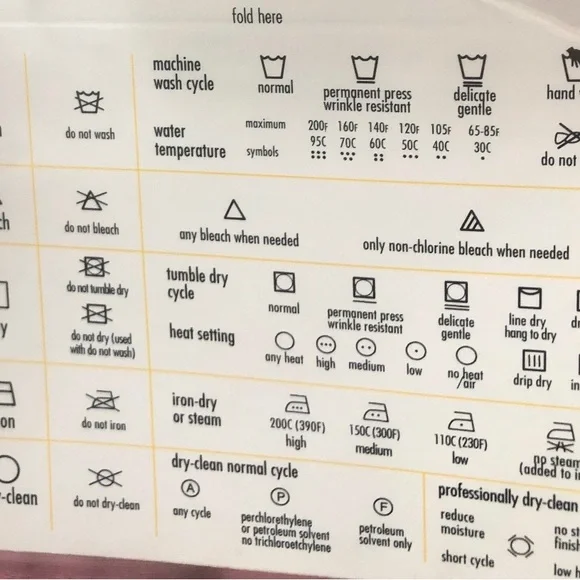 fold here
machine
wash cycle
normal
permanent press
wrinkle resistant
delicate
gentle
hand
do not wash
water
temperature
maximum
symbols
200F 160F 140F 120F 105F 65-85F
95C 70C 60C 50C 40C 30C
do not
do not bleach
any bleach when needed
only non-chlorine bleach when needed
do not tumble dry
do not dry (used
with do not wash)
tumble dry
cycle
normal
permanent press
wrinkle resistant
delicate
gentle
line dry
hang to dry
heat setting
any heat
high
medium
low
no heat
/air
drip dry
do not iron
iron-dry
or steam
200C (390F)
high
150C (300F)
medium
110C (230F)
low
no steam
(added to
-clean
do not dry-clean
dry-clean normal cycle
A
any cycle
P
perchlorethylene
or petroleum solvent
no trichloroetchylene
F
petroleum
solvent only
professionally dry-clean
reduce
moisture
short cycle
no
low